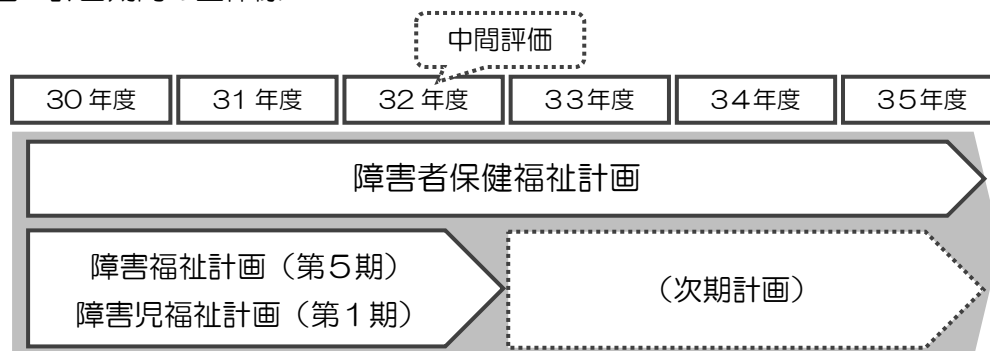 中間評価
30年度 31年度 32年度 33年度 34年度 35年度
障害者保健福祉計画
障害福祉計画（第5期）
障害児福祉計画（第1期）
（次期計画）